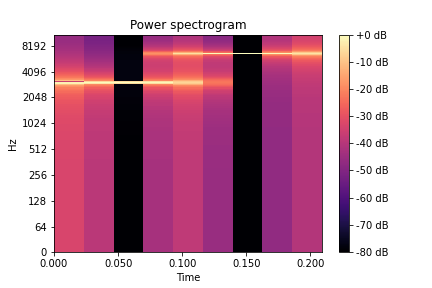 Power spectrogram
Hz
8192
4096
2048
1024
512
256
128
64
0
0.000 0.050 0.100 0.150 0.200
Time
+0 dB
-10 dB
-20 dB
-30 dB
-40 dB
-50 dB
-60 dB
-70 dB
-80 dB